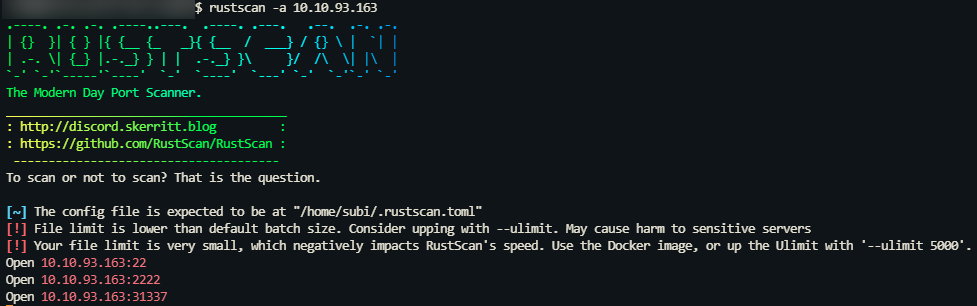 $ rustscan -a 10.10.93.163
.----. .-. .-. .----..---.  .----. .---.   .--.  .-. .-.
| {}  }| { } |{ {__ {_   _}{ {__  /  ___} / {} \ |  `| |
| .-. \| {_} |.-._} } | |  .-._} }\     }/  /\  \| |\  |
`-' `-'`-----'`----'  `-'  `----'  `---' `-'  `-'`-' `-'
The Modern Day Port Scanner.
________________________________________
: http://discord.skerritt.blog         :
: https://github.com/RustScan/RustScan :
 --------------------------------------
To scan or not to scan? That is the question.
[~] The config file is expected to be at "/home/subi/.rustscan.toml"
[!] File limit is lower than default batch size. Consider upping with --ulimit. May cause harm to sensitive servers
[!] Your file limit is very small, which negatively impacts RustScan's speed. Use the Docker image, or up the Ulimit with '--ulimit 5000'.
Open 10.10.93.163:22
Open 10.10.93.163:2222
Open 10.10.93.163:31337